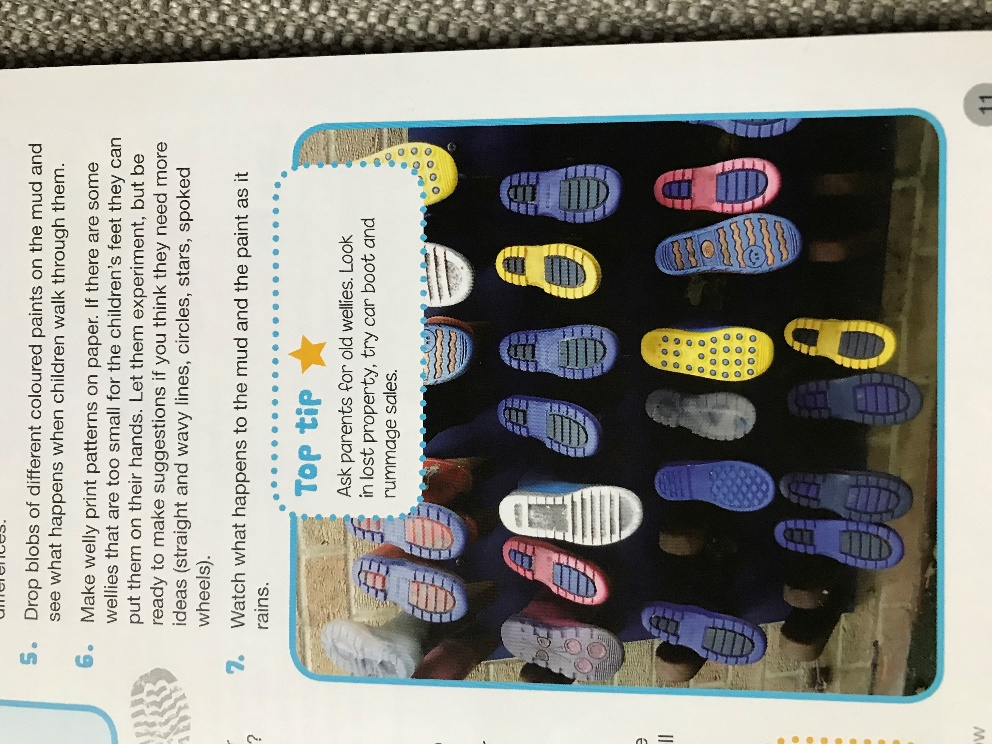 5. Drop blobs of different coloured paints on the mud and
see what happens when children walk through them.
6. Make welly print patterns on paper. If there are some
wellies that are too small for the children's feet they can
put them on their hands. Let them experiment, but be
ready to make suggestions if you think they need more
ideas (straight and wavy lines, circles, stars, spoked
wheels).
7. Watch what happens to the mud and the paint as it
rains.
Top tip
Ask parents for old wellies. Look
in lost property, try car boot and
rummage sales.
11